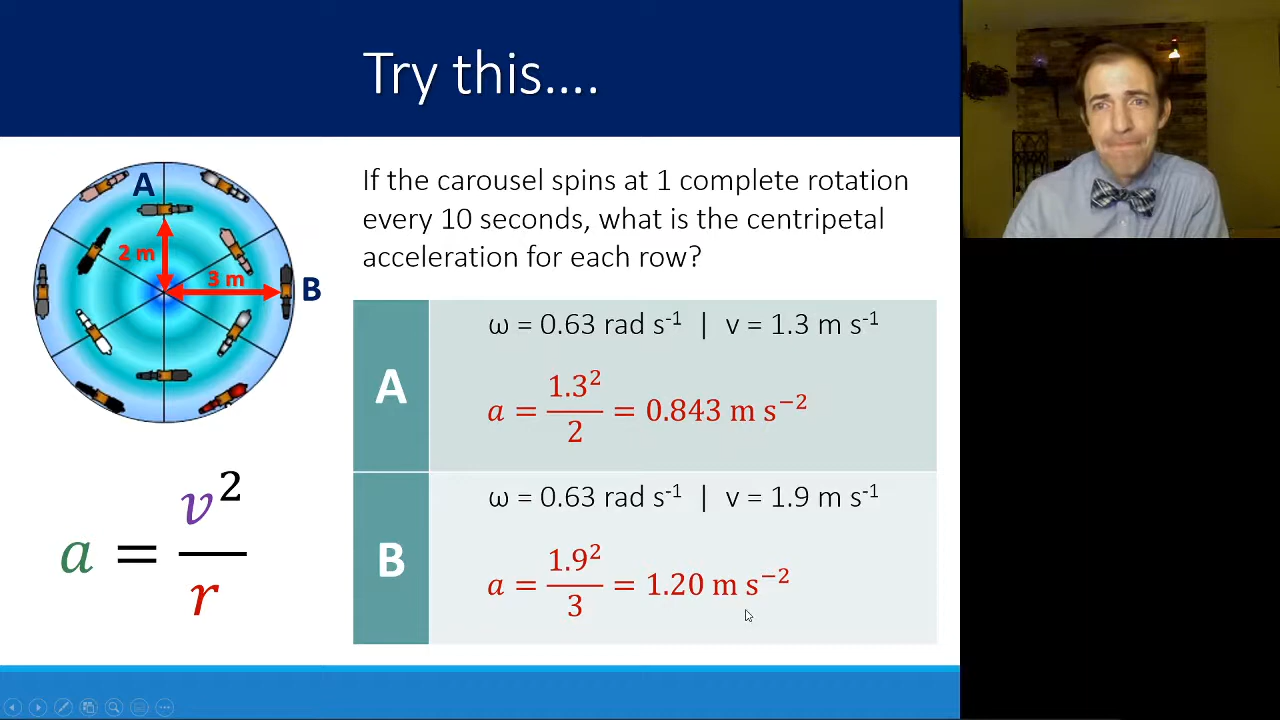 Try this....
If the carousel spins at 1 complete rotation
every 10 seconds, what is the centripetal
acceleration for each row?
A
2 m
3 m
B
a = v²/r
A
ω = 0.63 rad s⁻¹ | v = 1.3 m s⁻¹
a = 1.3²/2 = 0.843 m s⁻²
B
ω = 0.63 rad s⁻¹ | v = 1.9 m s⁻¹
a = 1.9²/3 = 1.20 m s⁻²